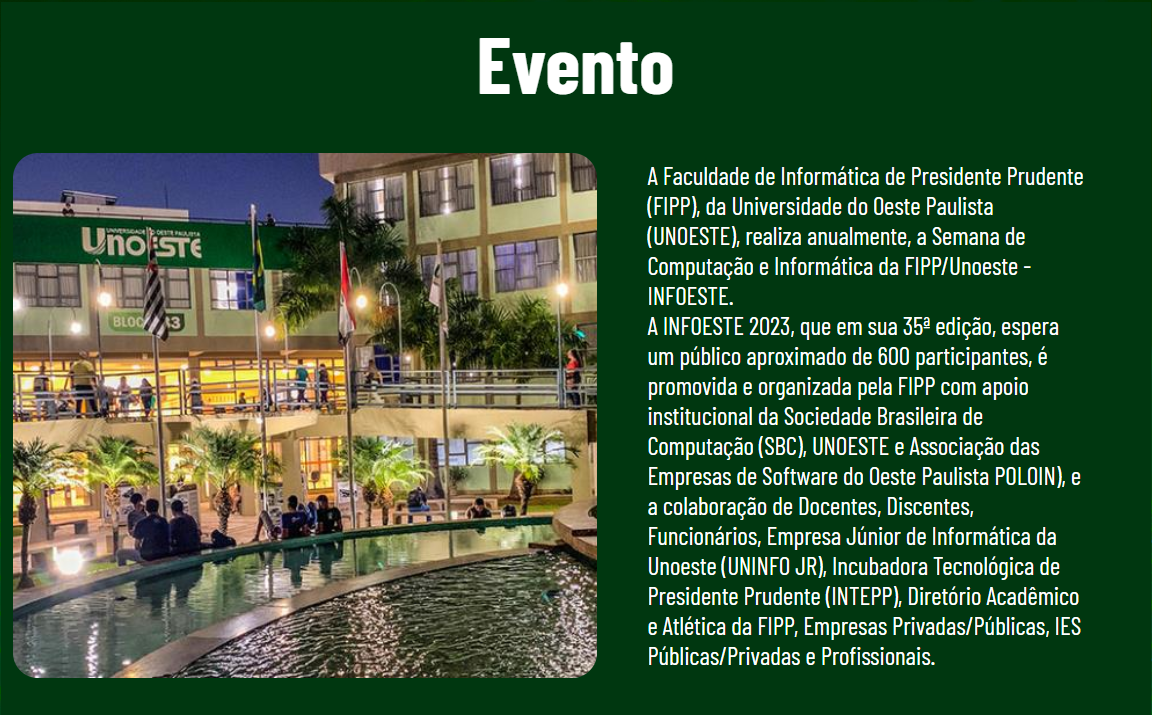 Evento
UNIVERSIDADE DO OESTE PAULISTA
UNOESTE
BLOCO B3
A Faculdade de Informática de Presidente Prudente
(FIPP), da Universidade do Oeste Paulista
(UNOESTE), realiza anualmente, a Semana de
Computação e Informática da FIPP/Unoeste -
INFOESTE.
A INFOESTE 2023, que em sua 35ª edição, espera
um público aproximado de 600 participantes, é
promovida e organizada pela FIPP com apoio
institucional da Sociedade Brasileira de
Computação (SBC), UNOESTE e Associação das
Empresas de Software do Oeste Paulista POLOIN), e
a colaboração de Docentes, Discentes,
Funcionários, Empresa Júnior de Informática da
Unoeste (UNINFO JR), Incubadora Tecnológica de
Presidente Prudente (INTEPP), Diretório Acadêmico
e Atlética da FIPP, Empresas Privadas/Públicas, IES
Públicas/Privadas e Profissionais.